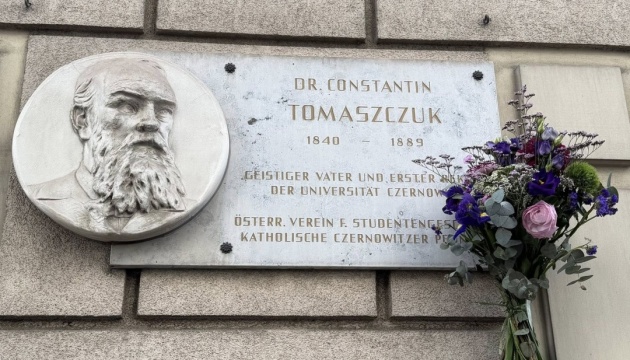 DR. CONSTANTIN
TOMASZCZUK
1840 — 1889
GEISTIGER VATER UND ERSTER
DER UNIVERSITÄT
ÖSTERR. VEREIN F.
KATHOLISCHE CZERNOWITZER